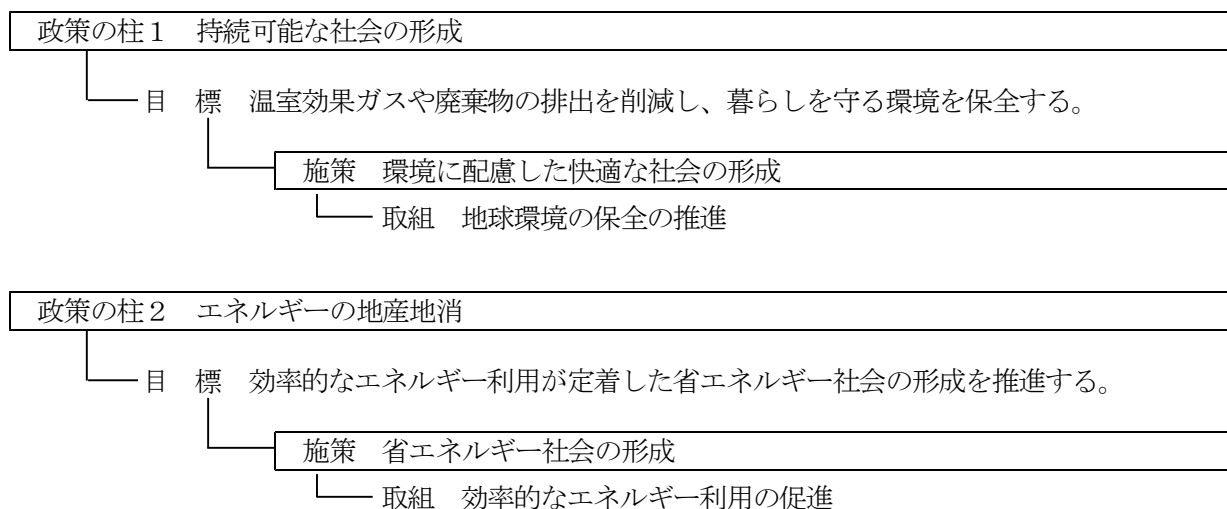 政策の柱１　持続可能な社会の形成
目　標　温室効果ガスや廃棄物の排出を削減し、暮らしを守る環境を保全する。
施策　環境に配慮した快適な社会の形成
取組　地球環境の保全の推進
政策の柱２　エネルギーの地産地消
目　標　効率的なエネルギー利用が定着した省エネルギー社会の形成を推進する。
施策　省エネルギー社会の形成
取組　効率的なエネルギー利用の促進